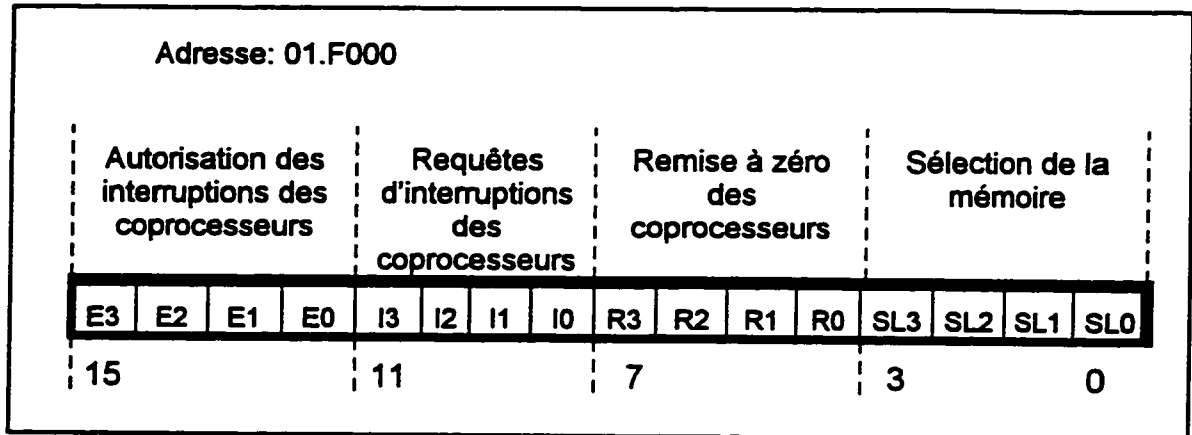 Adresse: 01.F000
Autorisation des
interruptions des
coprocesseurs
Requêtes
d'interruptions
des
coprocesseurs
Remise à zéro
des
coprocesseurs
Sélection de la
mémoire
E3 E2 E1 E0 I3 I2 I1 I0 R3 R2 R1 R0 SL3 SL2 SL1 SL0
15 11 7 3 0